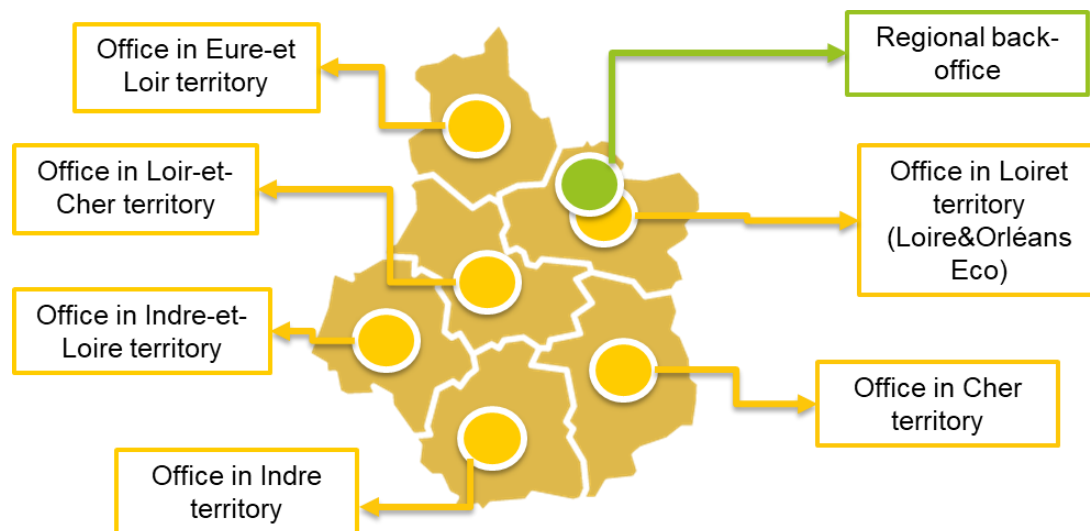 Office in Eure-et
Loir territory
Regional back-
office
Office in Loir-et-
Cher territory
Office in Loiret
territory
(Loire&Orléans
Eco)
Office in Indre-et-
Loire territory
Office in Cher
territory
Office in Indre
territory